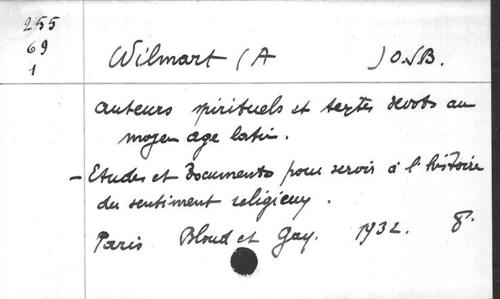 255
69
1
Wilmart (A ) O.S.B.
Auteurs spirituels et textes dévots au
moyen age latin.
- Etudes et Documents pour servir à l'histoire
du sentiment religieux.
Paris Bloud et Gay. 1932. 8°.